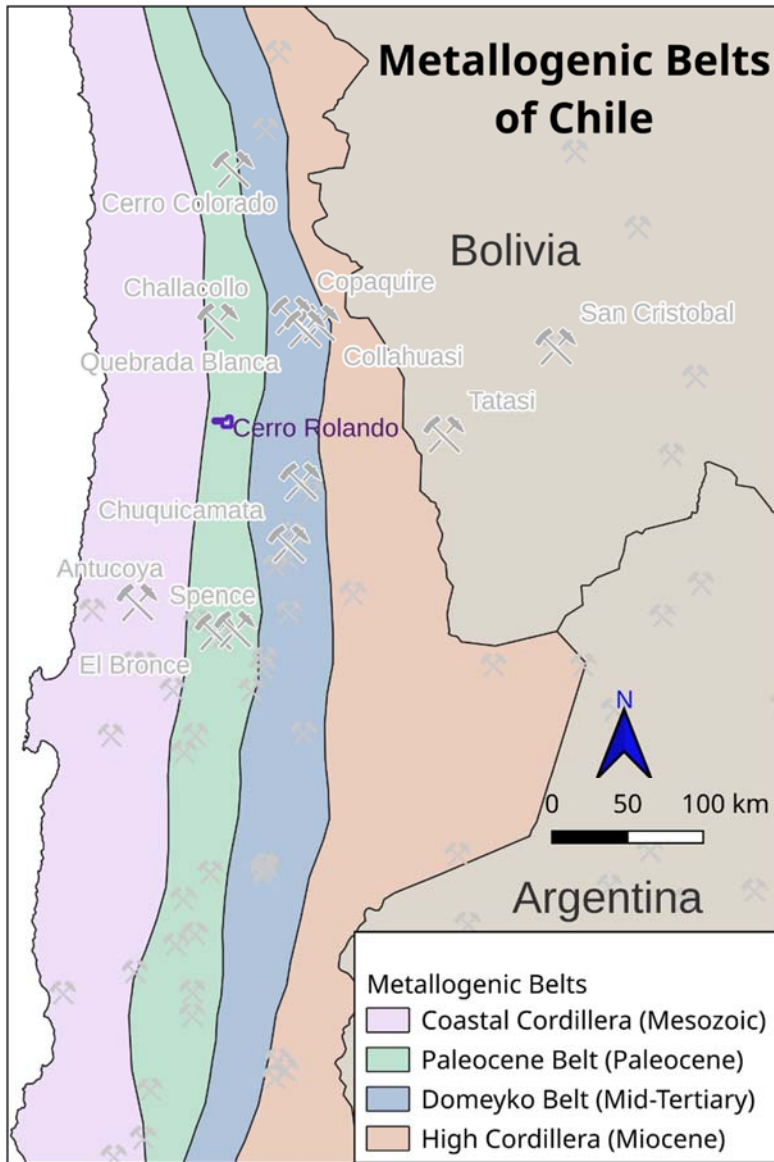 Metallogenic Belts
of Chile
Cerro Colorado
Bolivia
Challacollo
Copaquire
San Cristobal
Quebrada Blanca
Collahuasi
Tatasi
Cerro Rolando
Chuquicamata
Antucoya
Spence
El Bronce
N
0 50 100 km
Argentina
Metallogenic Belts
Coastal Cordillera (Mesozoic)
Paleocene Belt (Paleocene)
Domeyko Belt (Mid-Tertiary)
High Cordillera (Miocene)